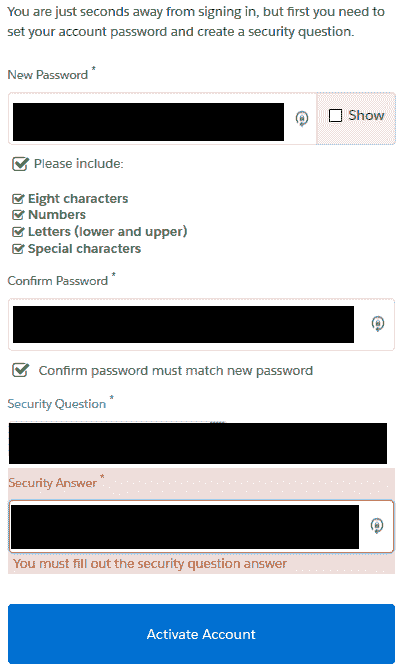 You are just seconds away from signing in, but first you need to
set your account password and create a security question.
New Password *
Show
Please include:
Eight characters
Numbers
Letters (lower and upper)
Special characters
Confirm Password *
Confirm password must match new password
Security Question *
Security Answer *
You must fill out the security question answer
Activate Account